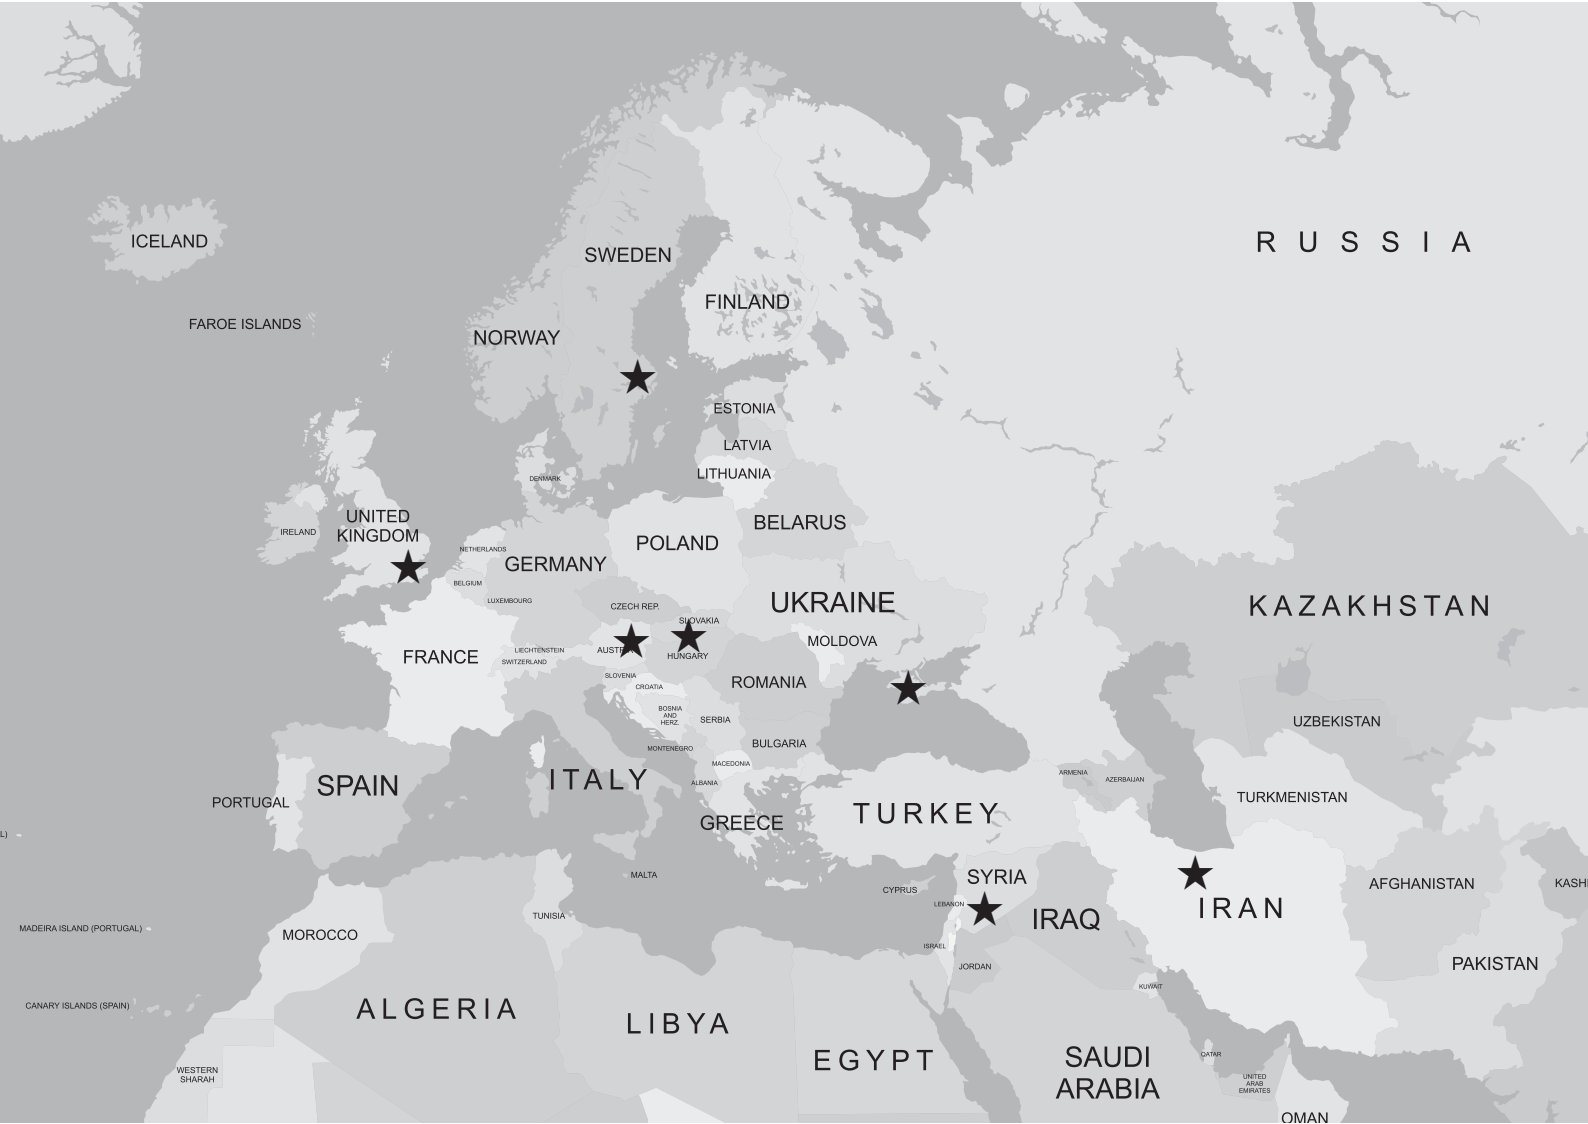 ICELAND
SWEDEN
R U S S I A
FINLAND
FAROE ISLANDS
NORWAY
ESTONIA
LATVIA
LITHUANIA
DENMARK
UNITED
KINGDOM
IRELAND
BELARUS
POLAND
NETHERLANDS
GERMANY
BELGIUM
LUXEMBOURG
CZECH REP.
UKRAINE
KAZAKHSTAN
SLOVAKIA
MOLDOVA
LIECHTENSTEIN
AUSTRIA
FRANCE
SWITZERLAND
HUNGARY
SLOVENIA
ROMANIA
CROATIA
BOSNIA
AND
HERZ.
SERBIA
UZBEKISTAN
BULGARIA
MONTENEGRO
MACEDONIA
ARMENIA
AZERBAIJAN
ITALY
ALBANIA
SPAIN
PORTUGAL
TURKMENISTAN
TURKEY
GREECE
L)
MALTA
SYRIA
CYPRUS
AFGHANISTAN
KASH
LEBANON
IRAN
TUNISIA
IRAQ
MADEIRA ISLAND (PORTUGAL)
MOROCCO
ISRAEL
JORDAN
PAKISTAN
KUWAIT
CANARY ISLANDS (SPAIN)
ALGERIA
LIBYA
EGYPT
SAUDI
ARABIA
QATAR
WESTERN
SHARAH
UNITED
ARAB
EMIRATES
OMAN